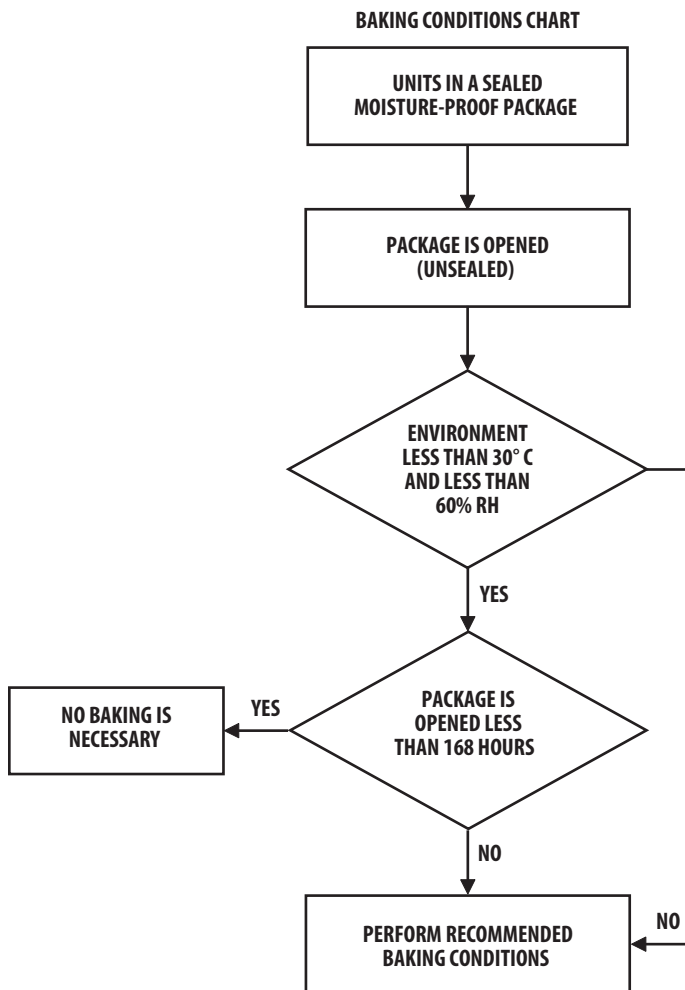 BAKING CONDITIONS CHART
UNITS IN A SEALED
MOISTURE-PROOF PACKAGE
PACKAGE IS OPENED
(UNSEALED)
ENVIRONMENT
LESS THAN 30° C
AND LESS THAN
60% RH
YES
PACKAGE IS
OPENED LESS
THAN 168 HOURS
YES
NO BAKING IS
NECESSARY
NO
PERFORM RECOMMENDED
BAKING CONDITIONS
NO